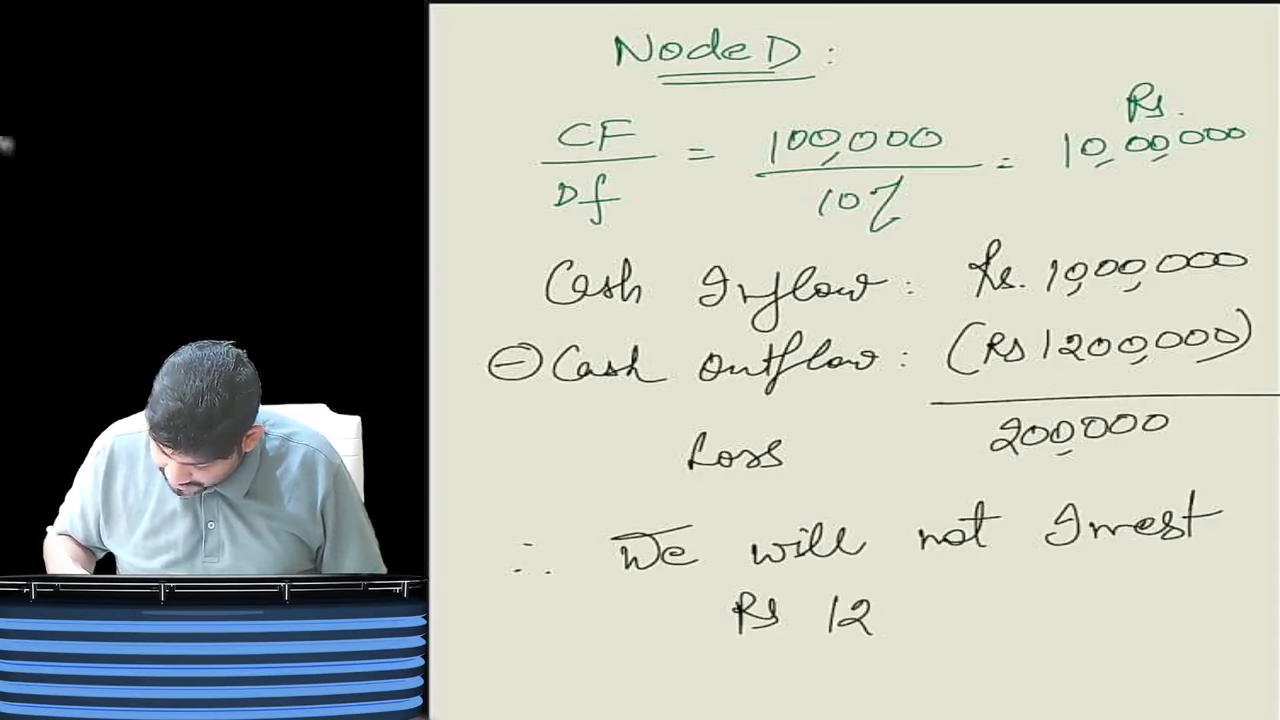 Node D :
CF / Df = 100,000 / 10% = Rs. 10,00,000
Cash Inflow : Rs. 10,00,000
(-) Cash Outflow : (Rs 1200,000)
Loss 200,000
∴ We will not Invest
Rs 12